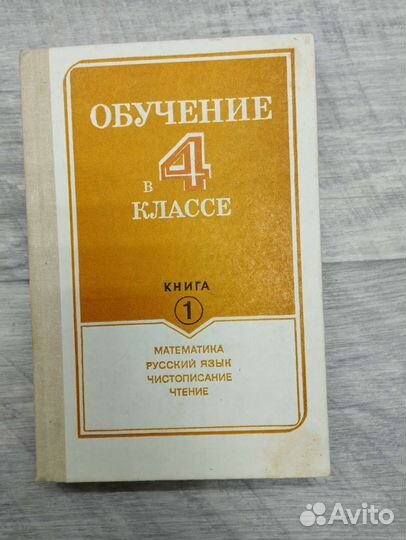 ОБУЧЕНИЕ
в 4
КЛАССЕ
КНИГА
1
МАТЕМАТИКА
РУССКИЙ ЯЗЫК
ЧИСТОПИСАНИЕ
ЧТЕНИЕ
Avito